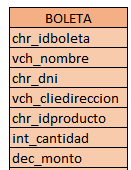 BOLETA
chr_idboleta
vch_nombre
chr_dni
vch_cliedireccion
chr_idproducto
int_cantidad
dec_monto